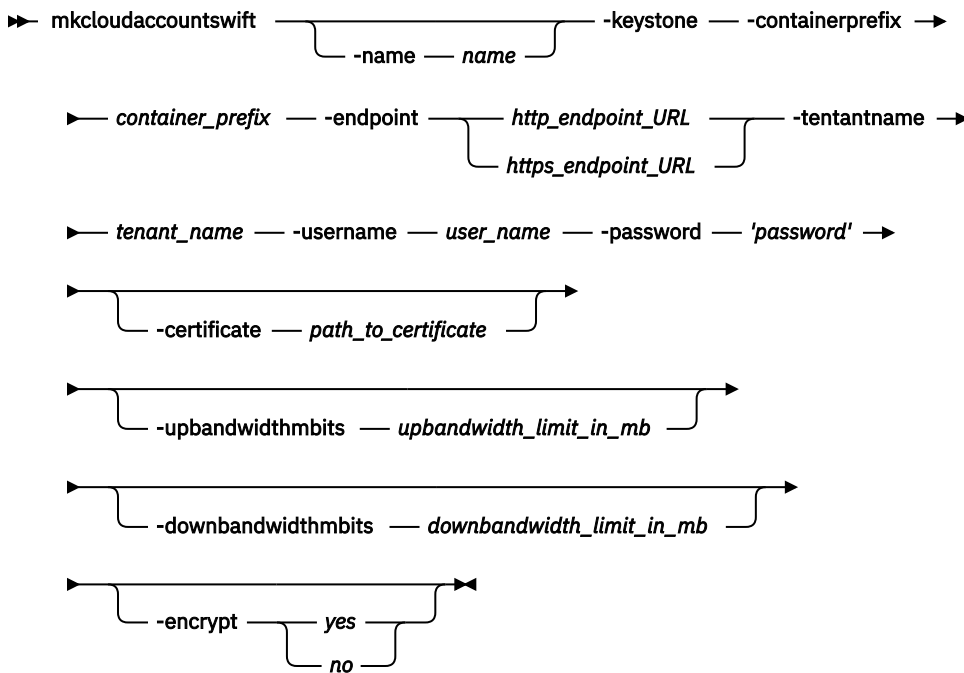 mkcloudaccountswift -keystone -containerprefix
-name name
container_prefix -endpoint http_endpoint_URL -tentantname
https_endpoint_URL
tenant_name -username user_name -password 'password'
-certificate path_to_certificate
-upbandwidthmbits upbandwidth_limit_in_mb
-downbandwidthmbits downbandwidth_limit_in_mb
-encrypt yes
no